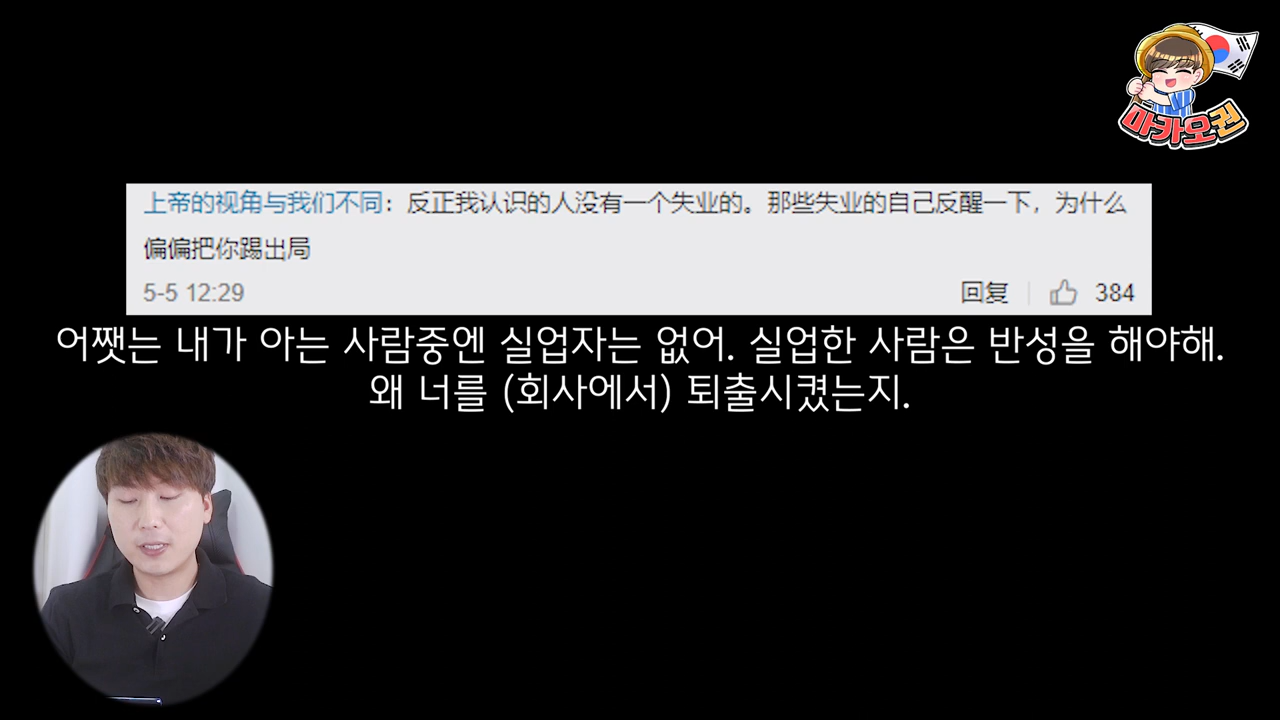 마카오권
上帝的视角与我们不同：反正我认识的人没有一个失业的。那些失业的自己反醒一下，为什么
偏偏把你踢出局
5-5 12:29
回复 384
어쨋는 내가 아는 사람중엔 실업자는 없어. 실업한 사람은 반성을 해야해.
왜 너를 (회사에서) 퇴출시켰는지.